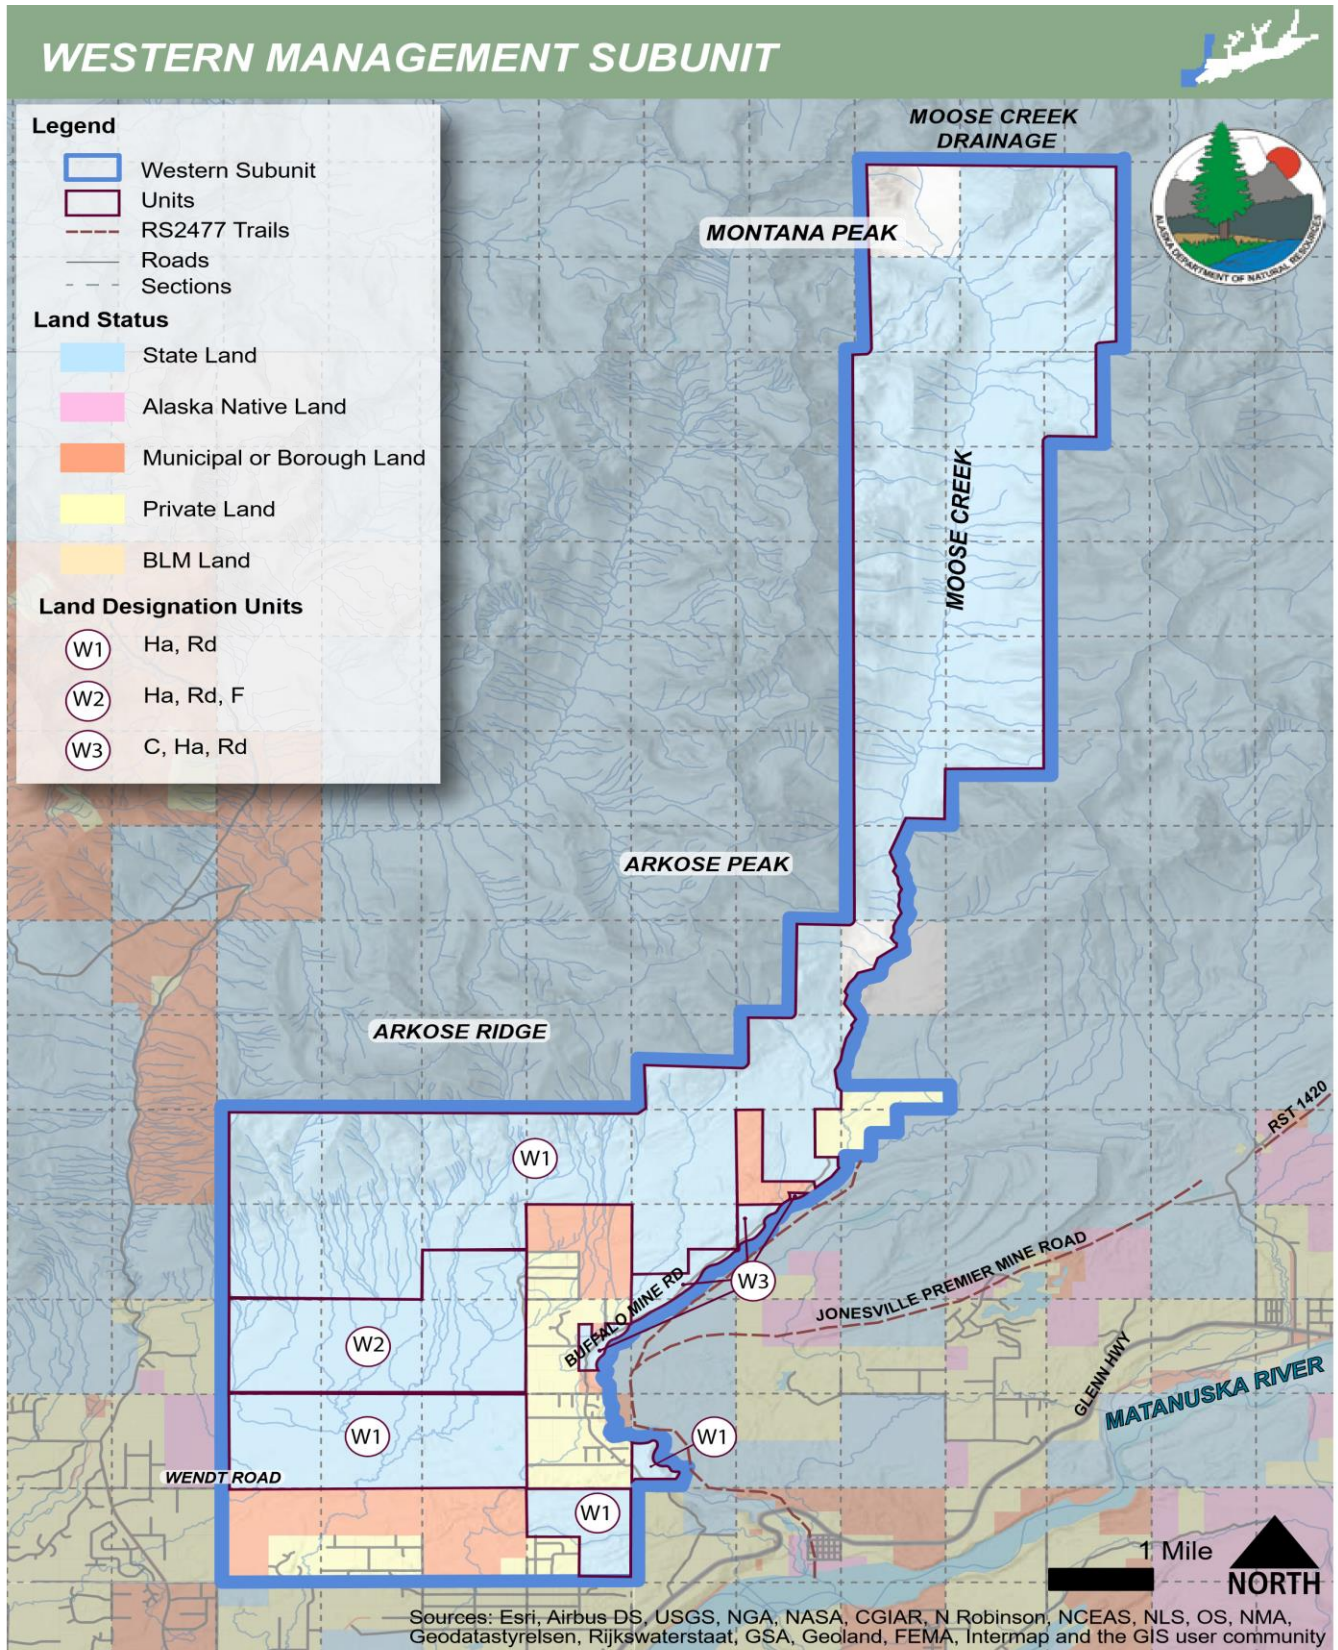 WESTERN MANAGEMENT SUBUNIT
Legend
Western Subunit
Units
RS2477 Trails
Roads
Sections
Land Status
State Land
Alaska Native Land
Municipal or Borough Land
Private Land
BLM Land
Land Designation Units
W1 Ha, Rd
W2 Ha, Rd, F
W3 C, Ha, Rd
MOOSE CREEK
DRAINAGE
ALASKA DEPARTMENT OF NATURAL RESOURCES
MONTANA PEAK
MOOSE CREEK
ARKOSE PEAK
ARKOSE RIDGE
RST 1420
W1
W3
JONESVILLE PREMIER MINE ROAD
BUFFALO MINE RD
W2
GLENN HWY
MATANUSKA RIVER
W1
W1
WENDT ROAD
W1
1 Mile
NORTH
Sources: Esri, Airbus DS, USGS, NGA, NASA, CGIAR, N Robinson, NCEAS, NLS, OS, NMA,
Geodatastyrelsen, Rijkswaterstaat, GSA, Geoland, FEMA, Intermap and the GIS user community